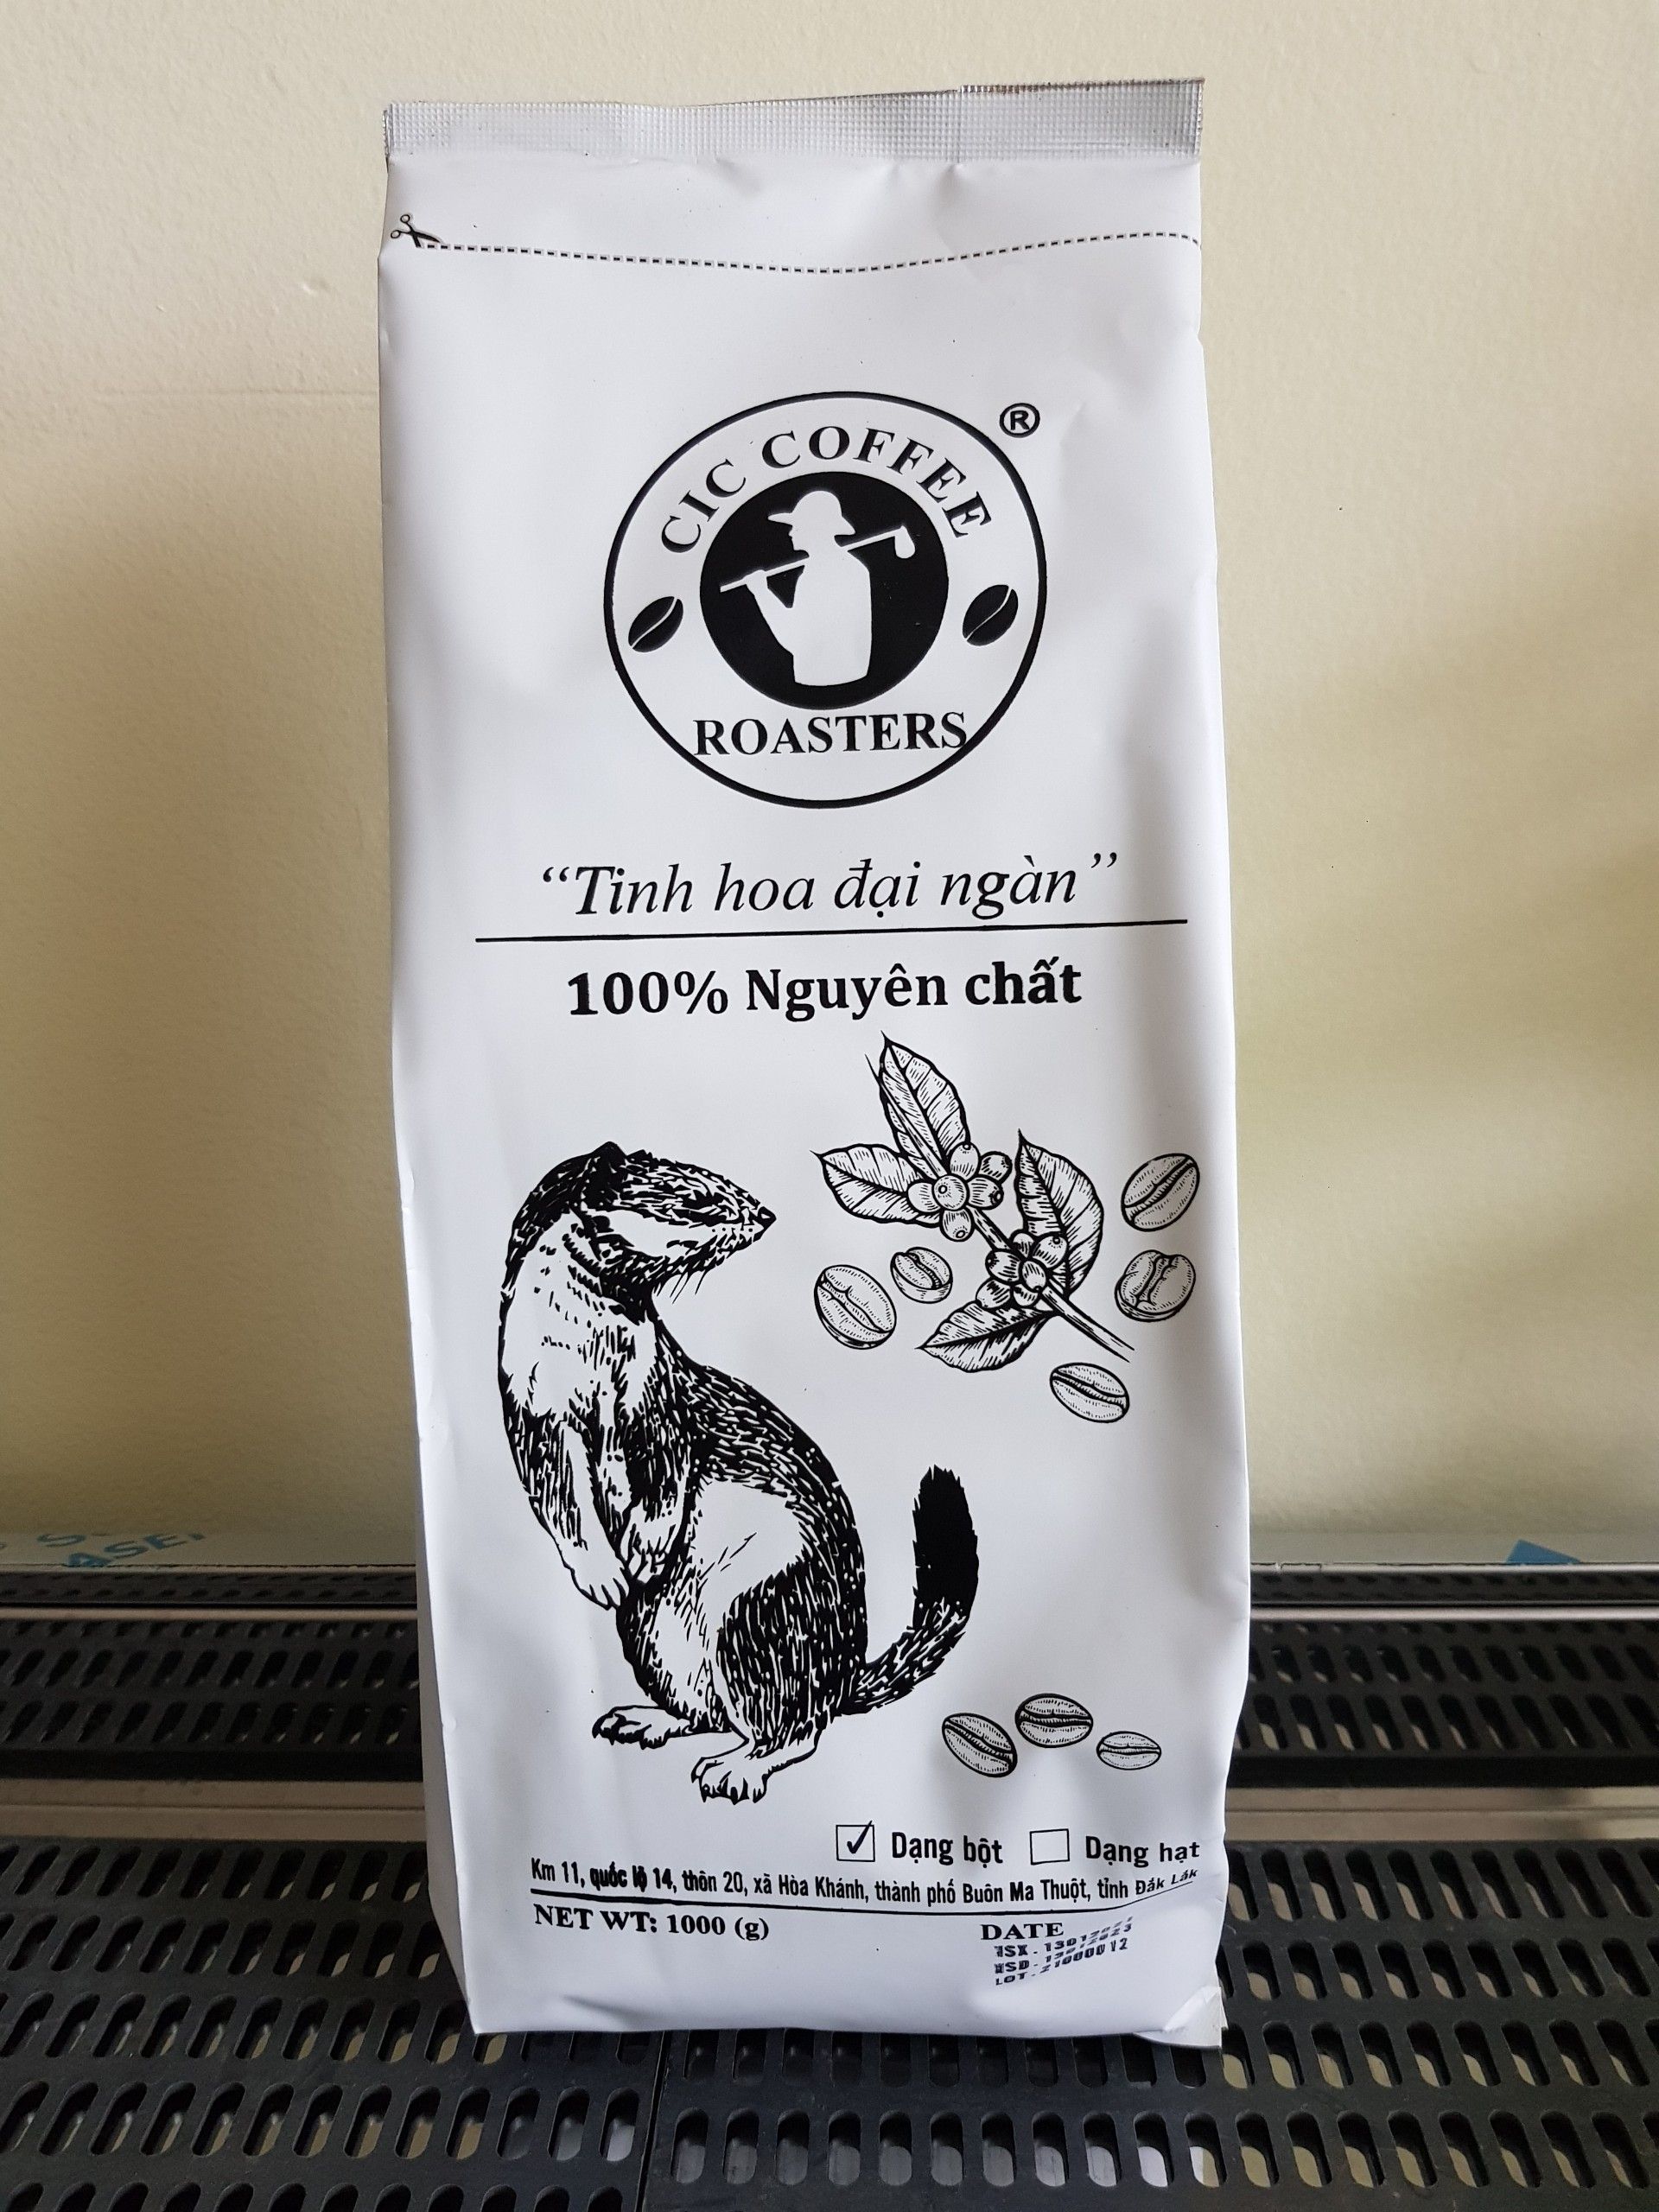 CIC COFFEE
®
ROASTERS
“Tinh hoa đại ngàn”
100% Nguyên chất
Dạng bột Dạng hạt
Km 11, quốc lộ 14, thôn 20, xã Hòa Khánh, thành phố Buôn Ma Thuột, tỉnh Đắk Lắk
NET WT: 1000 (g)
DATE
LOT